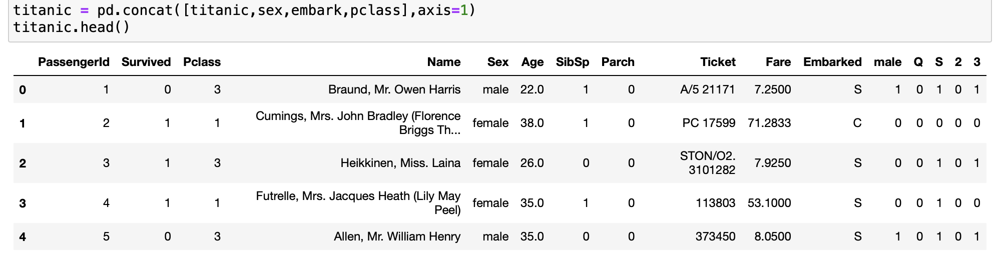 titanic = pd.concat([titanic,sex,embark,pclass],axis=1)
titanic.head()
PassengerId Survived Pclass Name Sex Age SibSp Parch Ticket Fare Embarked male Q S 2 3
0 1 0 3 Braund, Mr. Owen Harris male 22.0 1 0 A/5 21171 7.2500 S 1 0 1 0 1
1 2 1 1 Cumings, Mrs. John Bradley (Florence
Briggs Th... female 38.0 1 0 PC 17599 71.2833 C 0 0 0 0 0
2 3 1 3 Heikkinen, Miss. Laina female 26.0 0 0 STON/O2.
3101282 7.9250 S 0 0 1 0 1
3 4 1 1 Futrelle, Mrs. Jacques Heath (Lily May
Peel) female 35.0 1 0 113803 53.1000 S 0 0 1 0 0
4 5 0 3 Allen, Mr. William Henry male 35.0 0 0 373450 8.0500 S 1 0 1 0 1